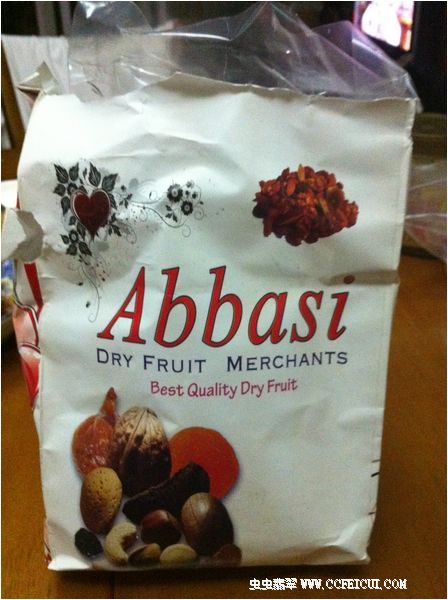 Abbasi
DRY FRUIT MERCHANTS
Best Quality Dry Fruit
虫虫翡翠 WWW.CCFEICUI.COM